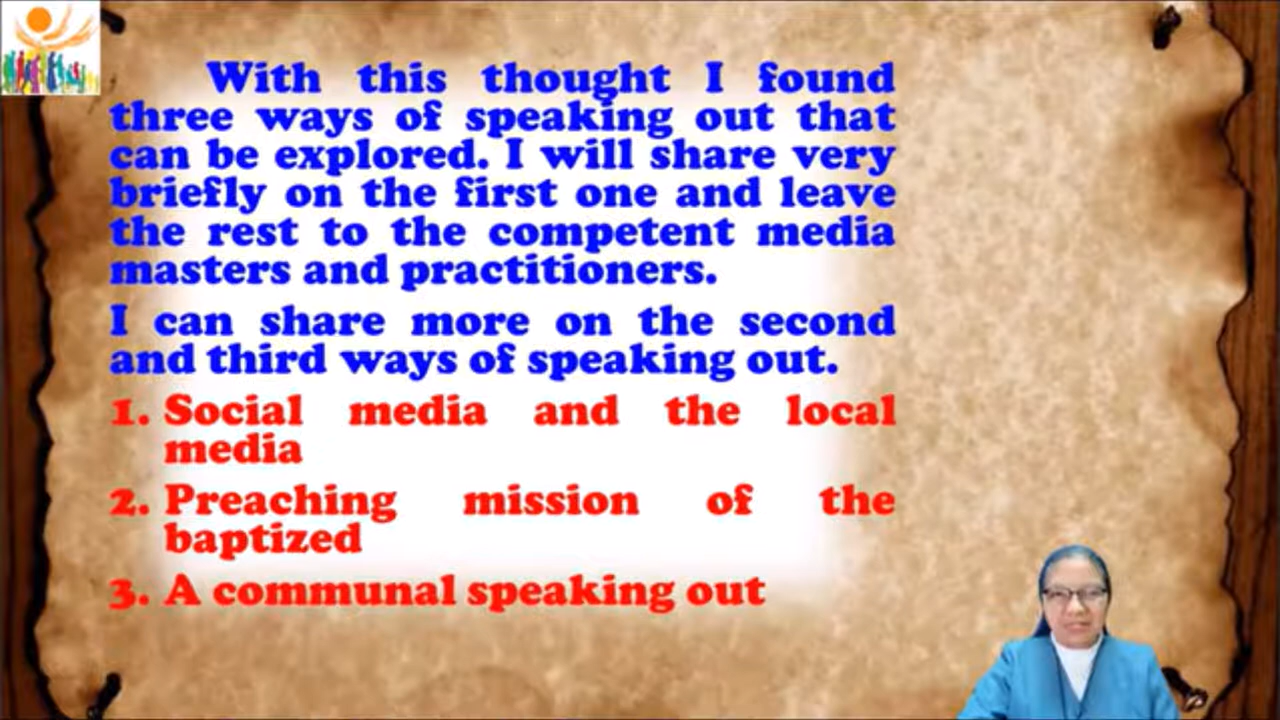 With this thought I found
three ways of speaking out that
can be explored. I will share very
briefly on the first one and leave
the rest to the competent media
masters and practitioners.
I can share more on the second
and third ways of speaking out.
1. Social media and the local
media
2. Preaching mission of the
baptized
3. A communal speaking out